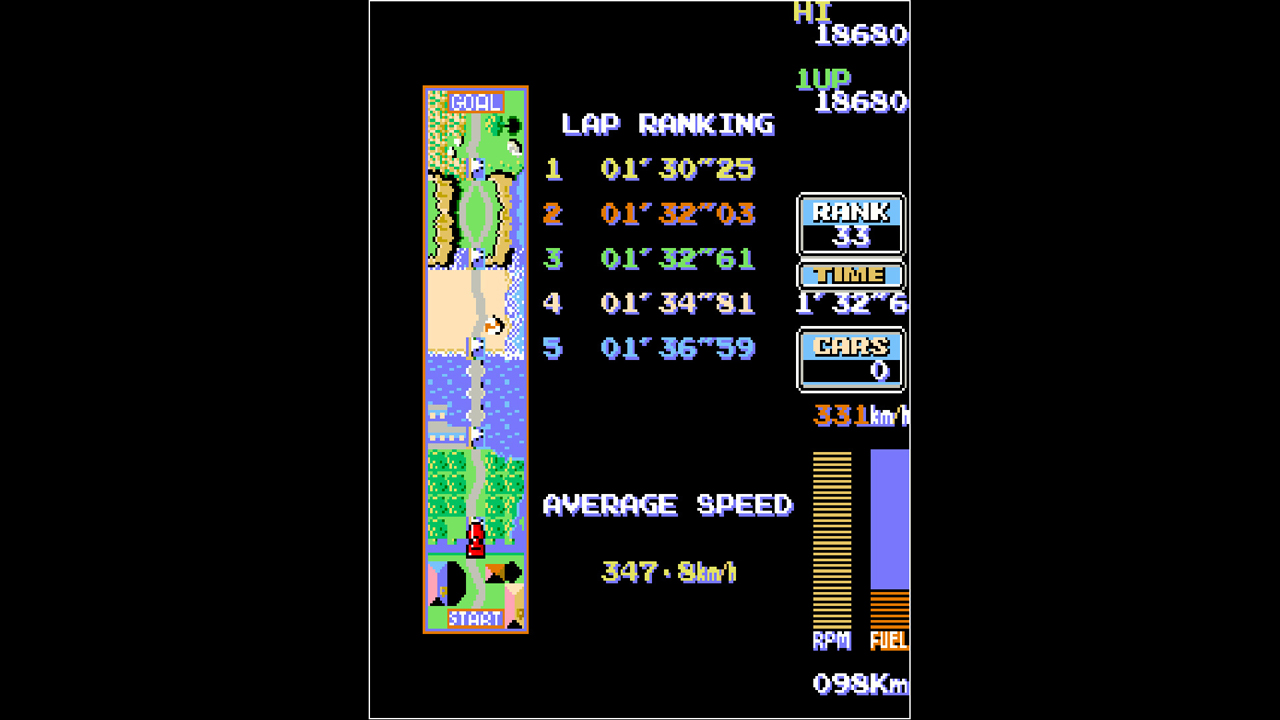 HI
18680
1UP
18680
GOAL
LAP RANKING
1 01′30″25
2 01′32″03
3 01′32″61
4 01′34″81
5 01′36″59
RANK
33
TIME
1′32″6
CARS
0
331km/h
AVERAGE SPEED
347.8km/h
START
RPM FUEL
098Km